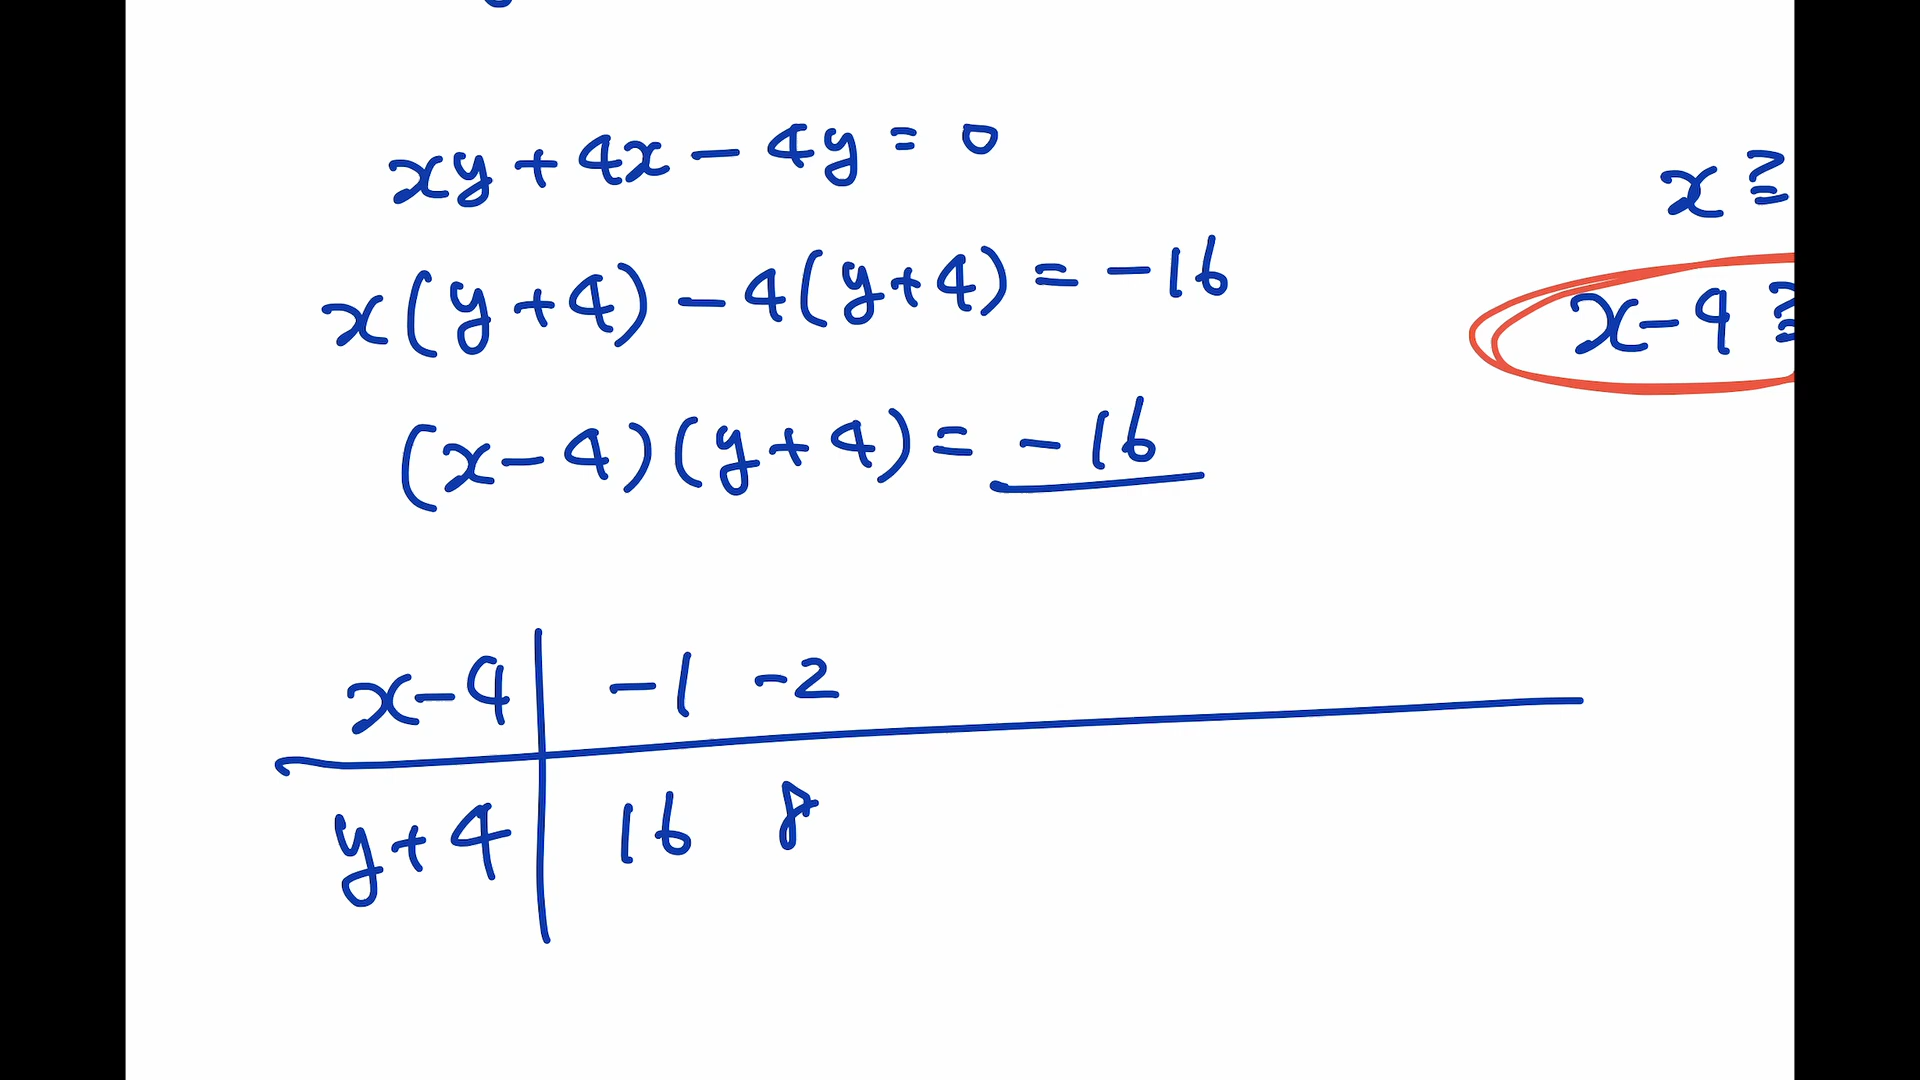 xy + 4x - 4y = 0
x ≧
x(y+4) - 4(y+4) = -16
x-4 ≧
(x-4)(y+4) = -16
x-4 | -1 -2
y+4 | 16 8